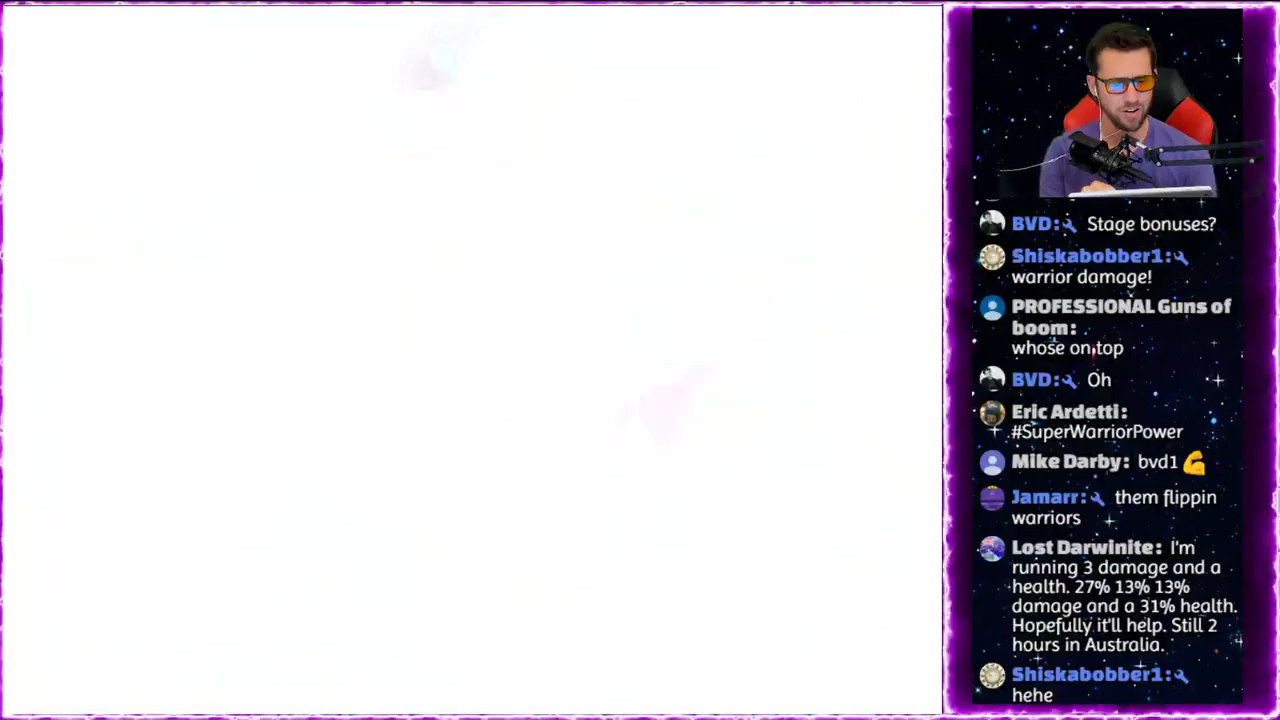 BVD: Stage bonuses?
Shiskabobber1:
warrior damage!
PROFESSIONAL Guns of
boom:
whose on top
BVD: Oh
Eric Ardetti:
#SuperWarriorPower
Mike Darby: bvd1 💪
Jamarr: them flippin
warriors
Lost Darwinite: I'm
running 3 damage and a
health. 27% 13% 13%
damage and a 31% health.
Hopefully it'll help. Still 2
hours in Australia.
Shiskabobber1:
hehe